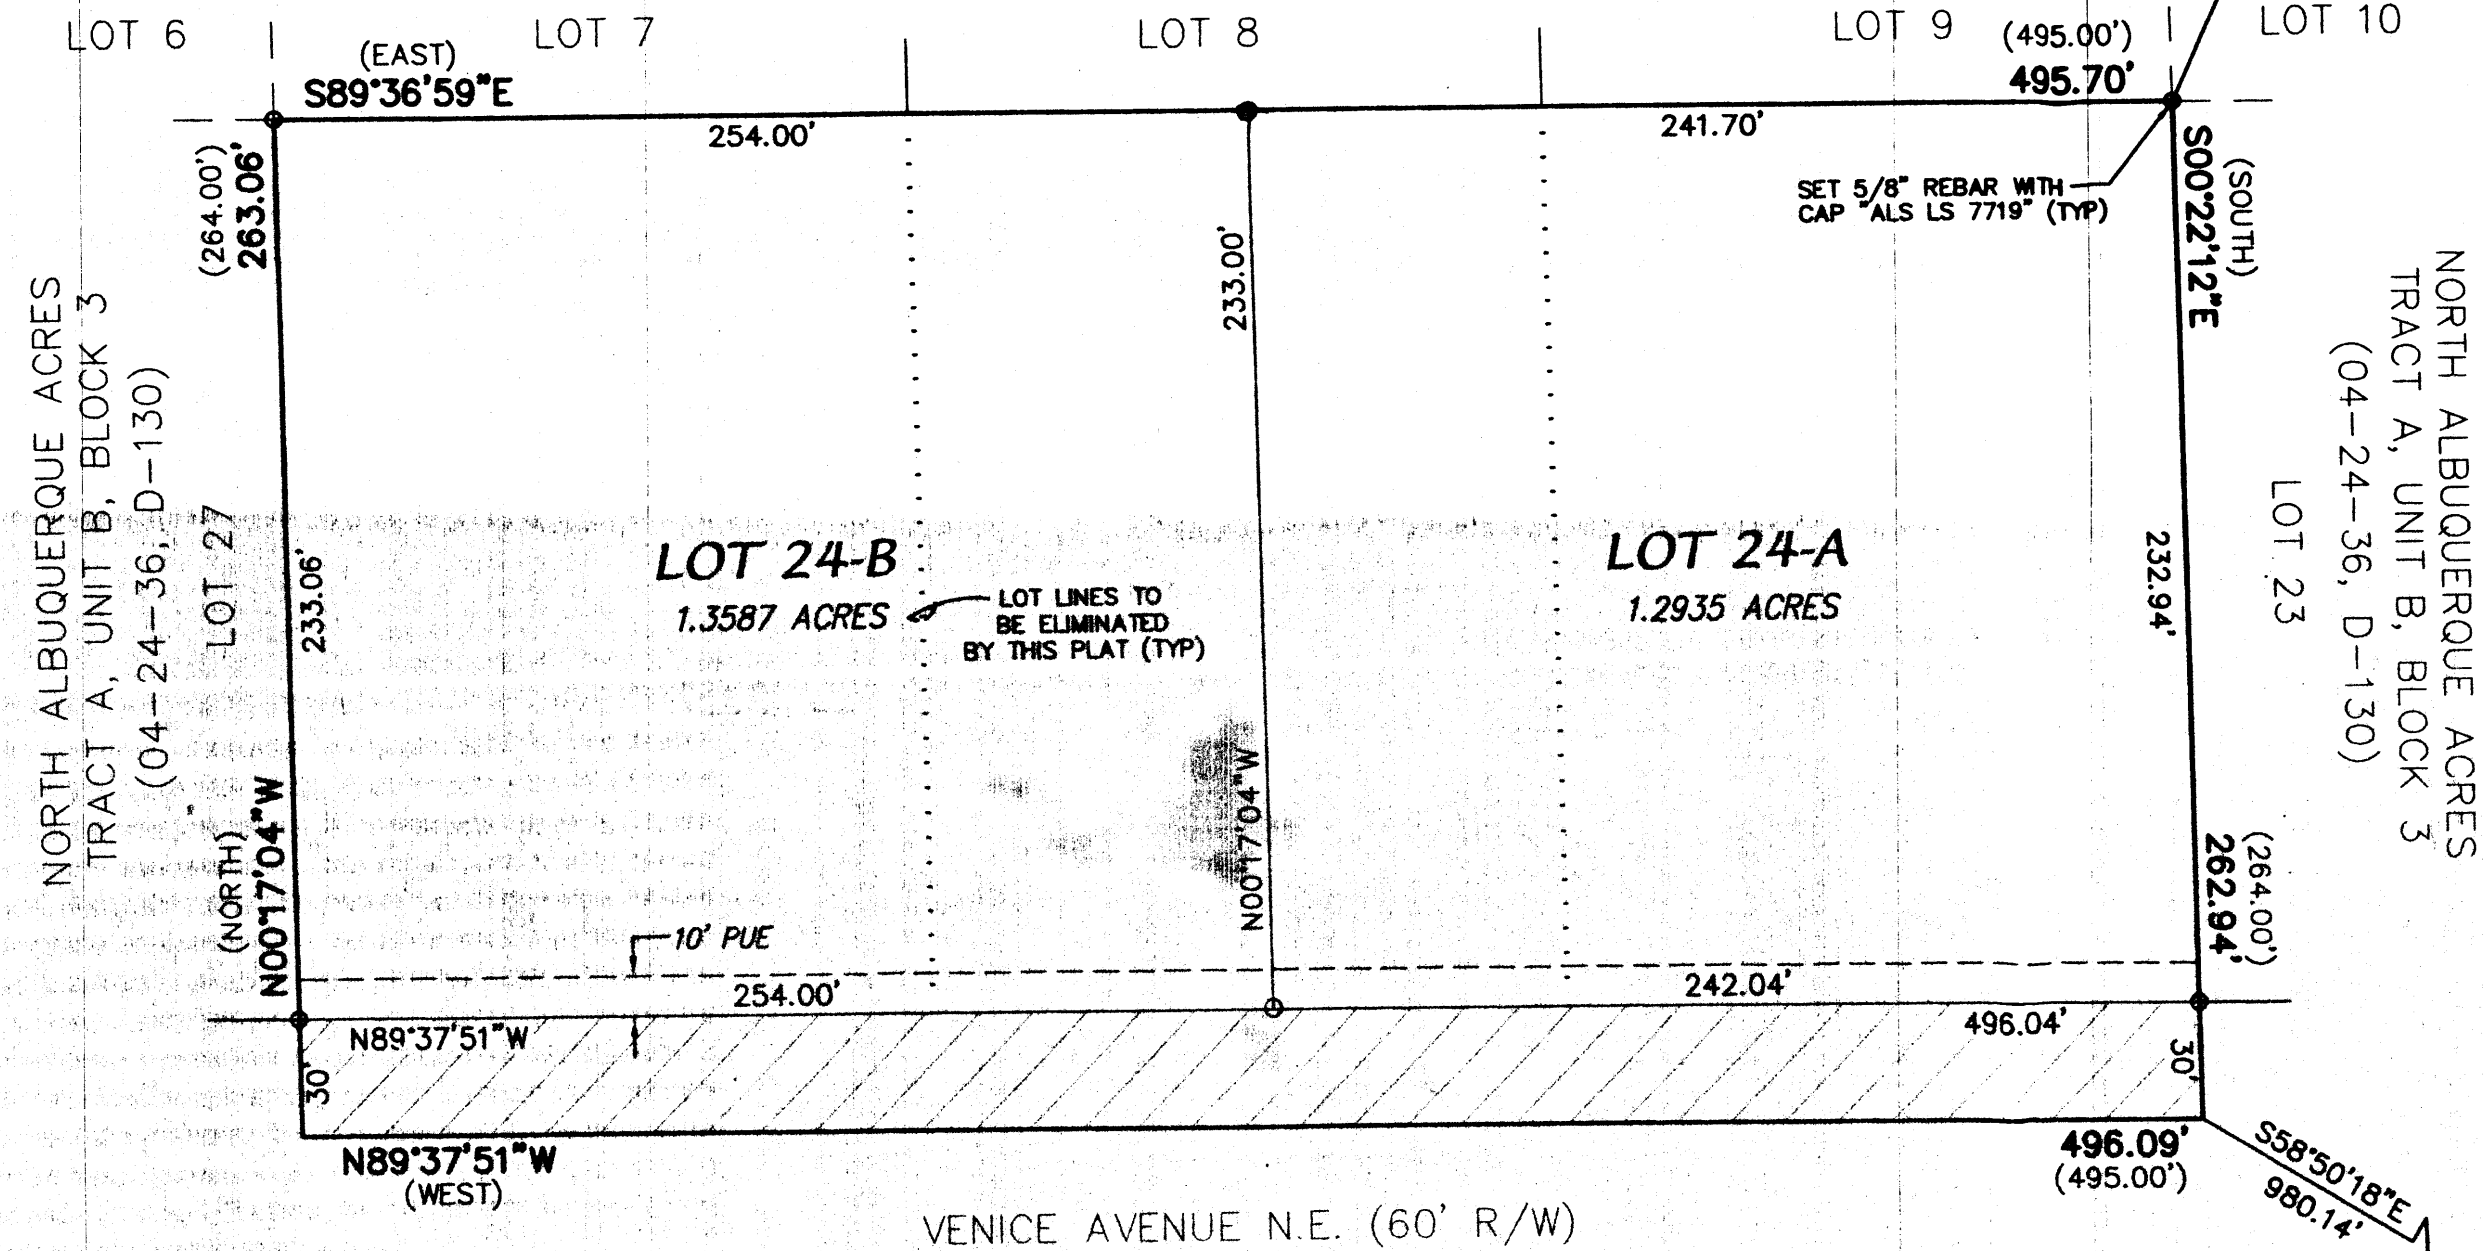 LOT 6
LOT 7
LOT 8
LOT 9
LOT 10
(EAST)
S89°36'59"E
(495.00')
495.70'
254.00'
241.70'
SET 5/8" REBAR WITH
CAP "ALS LS 7719" (TYP)
(264.00')
263.06'
233.00'
S00°22'12"E
(SOUTH)
NORTH ALBUQUERQUE ACRES
TRACT A, UNIT B, BLOCK 3
(04-24-36, D-130)
LOT 27
233.06'
LOT 24-B
1.3587 ACRES
LOT LINES TO
BE ELIMINATED
BY THIS PLAT (TYP)
LOT 24-A
1.2935 ACRES
232.94'
LOT 23
NORTH ALBUQUERQUE ACRES
TRACT A, UNIT B, BLOCK 3
(04-24-36, D-130)
(NORTH)
N00°17'04"W
N00°17'04"W
(264.00')
262.94'
10' PUE
254.00'
242.04'
N89°37'51"W
496.04'
30'
30'
N89°37'51"W
(WEST)
496.09'
(495.00')
S58°50'18"E
980.14'
VENICE AVENUE N.E. (60' R/W)